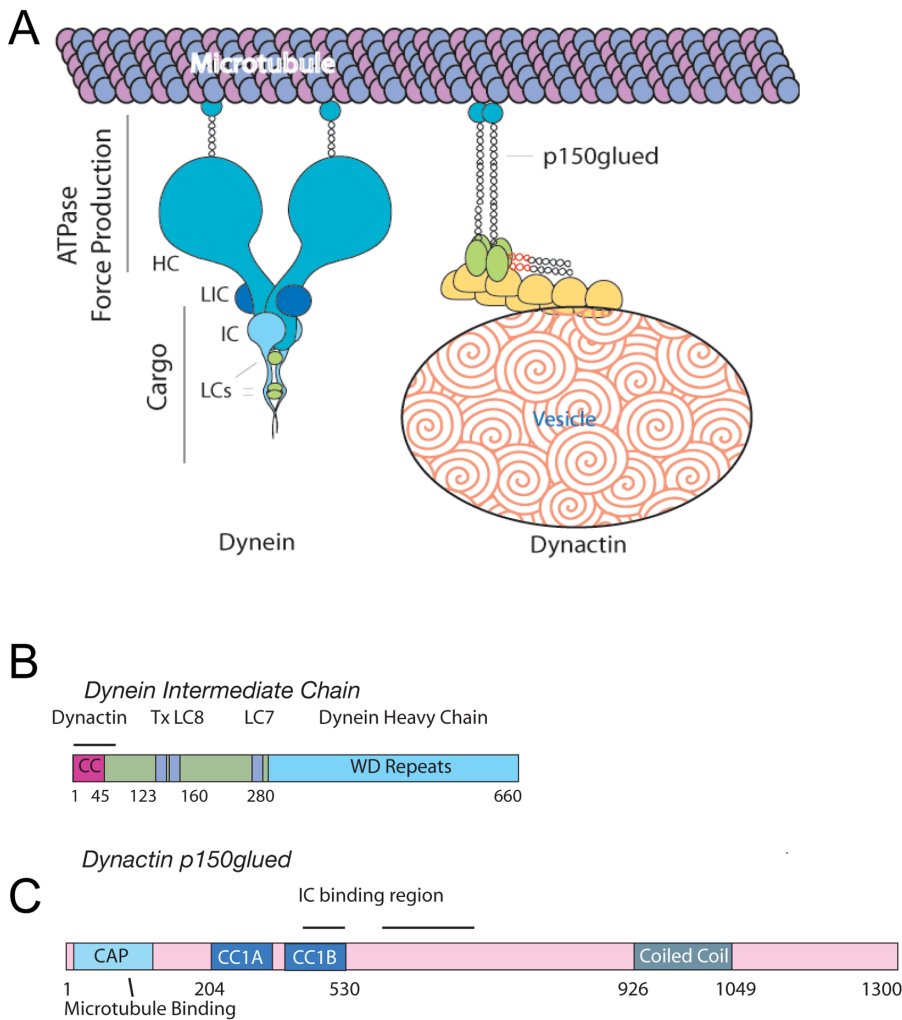 A
Microtubule
p150glued
ATPase
Force Production
HC
LIC
IC
Cargo
LCs
Vesicle
Dynein
Dynactin
B
Dynein Intermediate Chain
Dynactin Tx LC8 LC7 Dynein Heavy Chain
CC WD Repeats
1 45 123 160 280 660
Dynactin p150glued
C
IC binding region
CAP CC1A CC1B Coiled Coil
1 204 530 926 1049 1300
Microtubule Binding